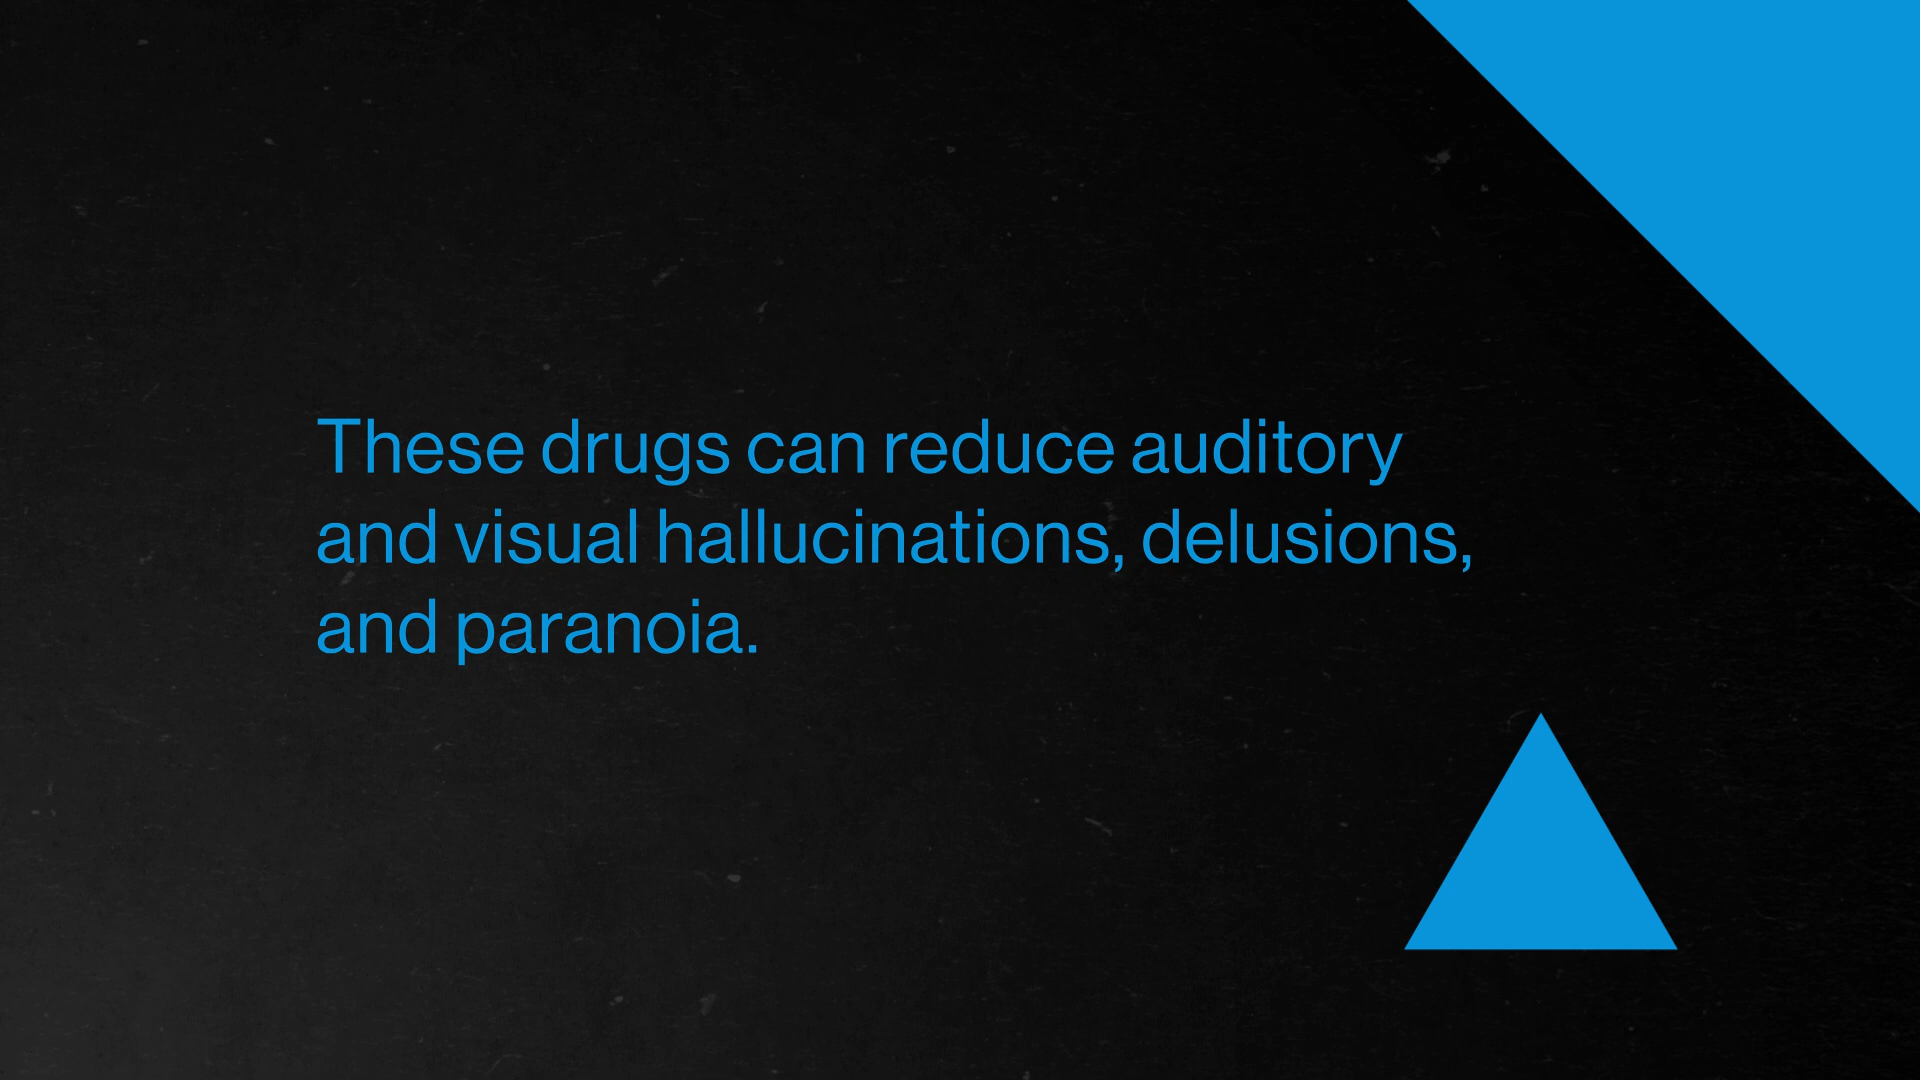 These drugs can reduce auditory
and visual hallucinations, delusions,
and paranoia.